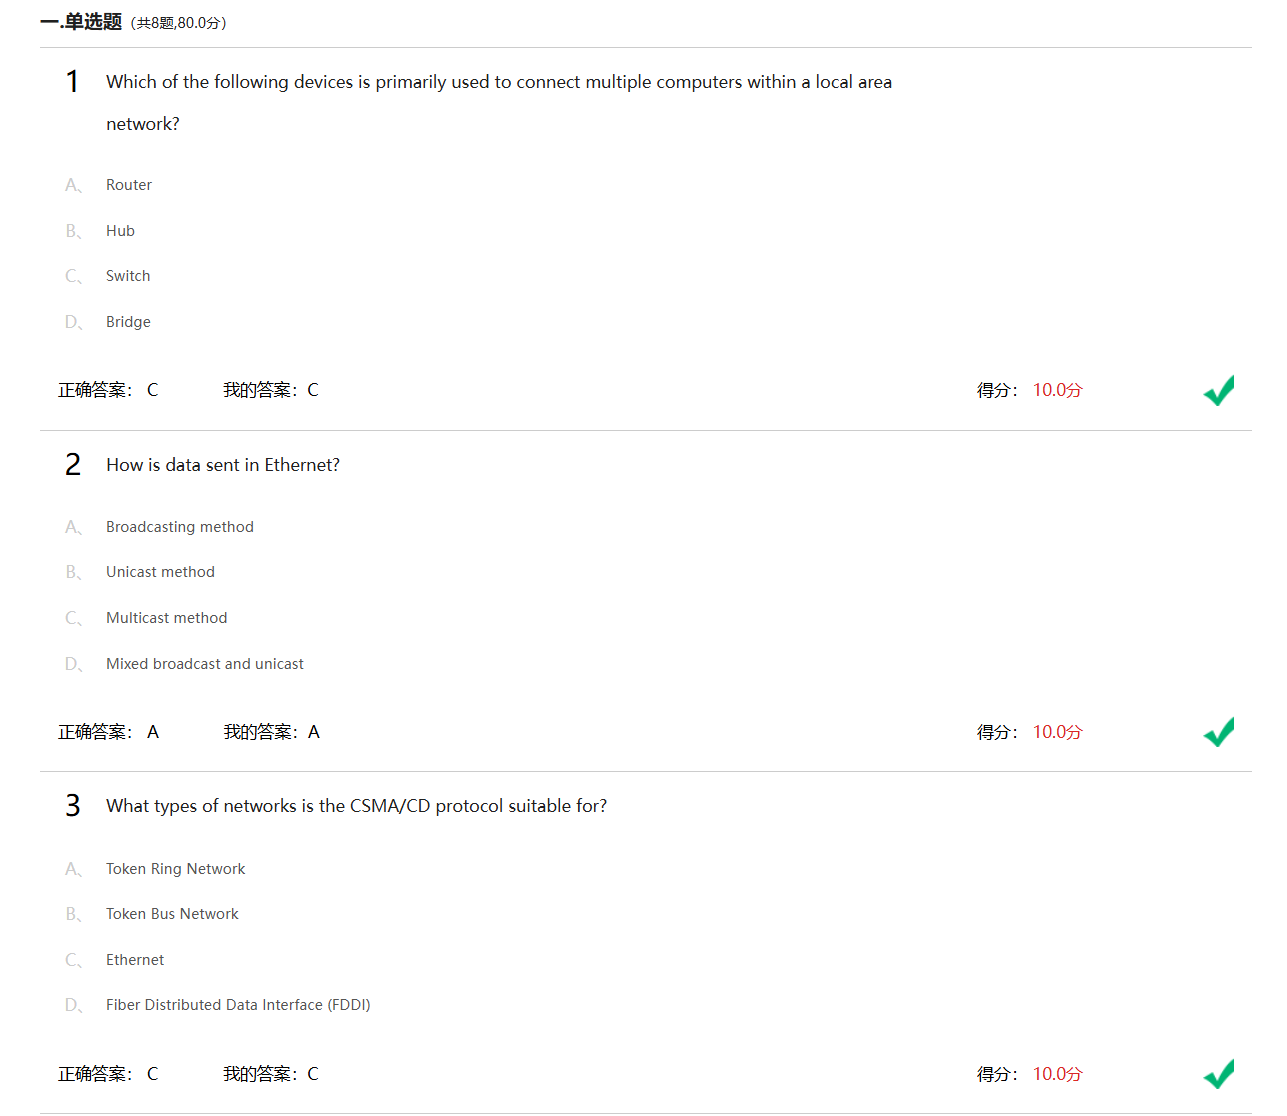 一.单选题（共8题,80.0分）
1 Which of the following devices is primarily used to connect multiple computers within a local area
network?
A、 Router
B、 Hub
C、 Switch
D、 Bridge
正确答案： C 我的答案：C 得分： 10.0分
2 How is data sent in Ethernet?
A、 Broadcasting method
B、 Unicast method
C、 Multicast method
D、 Mixed broadcast and unicast
正确答案： A 我的答案：A 得分： 10.0分
3 What types of networks is the CSMA/CD protocol suitable for?
A、 Token Ring Network
B、 Token Bus Network
C、 Ethernet
D、 Fiber Distributed Data Interface (FDDI)
正确答案： C 我的答案：C 得分： 10.0分